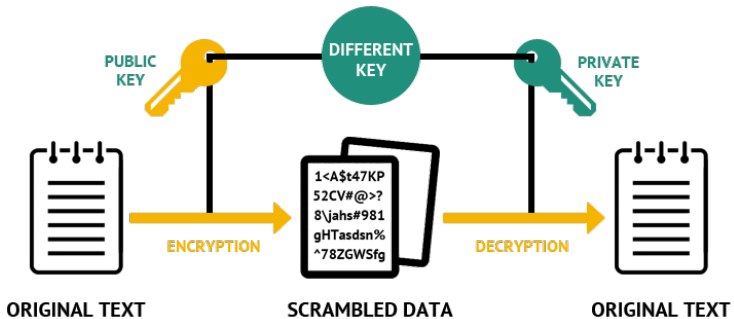 DIFFERENT
KEY
PUBLIC
KEY
PRIVATE
KEY
1<A$t47KP
52CV#@>?
8\jahs#981
gHTasdsn%
^78ZGWSfg
ENCRYPTION
DECRYPTION
ORIGINAL TEXT
SCRAMBLED DATA
ORIGINAL TEXT